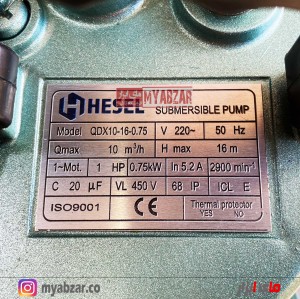 MYABZAR
HESEL SUBMERSIBLE PUMP
Model QDX10-16-0.75 V 220~ 50 Hz
Qmax 10 m³/h H max 16 m
1~Mot. 1 HP 0.75kW In 5.2 A 2900 min⁻¹
C 20 µF VL 450 V 68 IP ICL E
ISO9001 CE Thermal protector
YES NO
myabzar.co